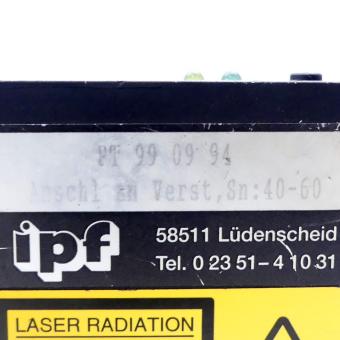 PT 99 09 94
Anschl an Verst,Sn:40-60
ipf
58511 Lüdenscheid
Tel. 0 23 51-4 10 31
LASER RADIATION